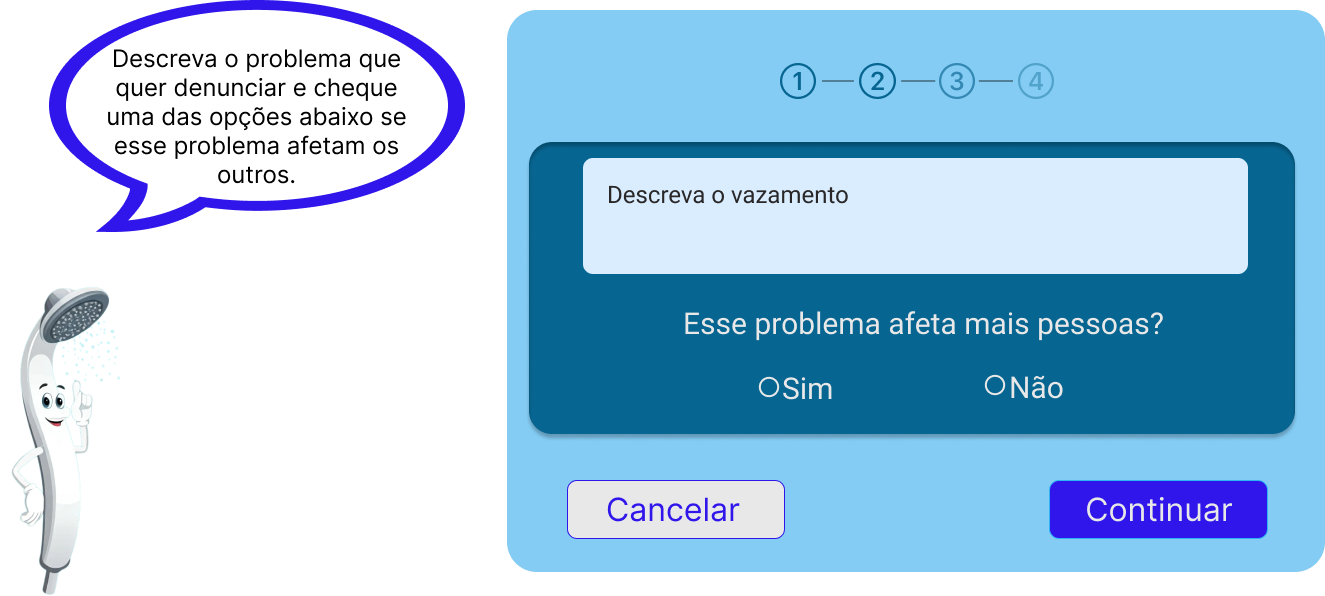 Descreva o problema que
quer denunciar e cheque
uma das opções abaixo se
esse problema afetam os
outros.
1 2 3 4
Descreva o vazamento
Esse problema afeta mais pessoas?
Sim Não
Cancelar Continuar